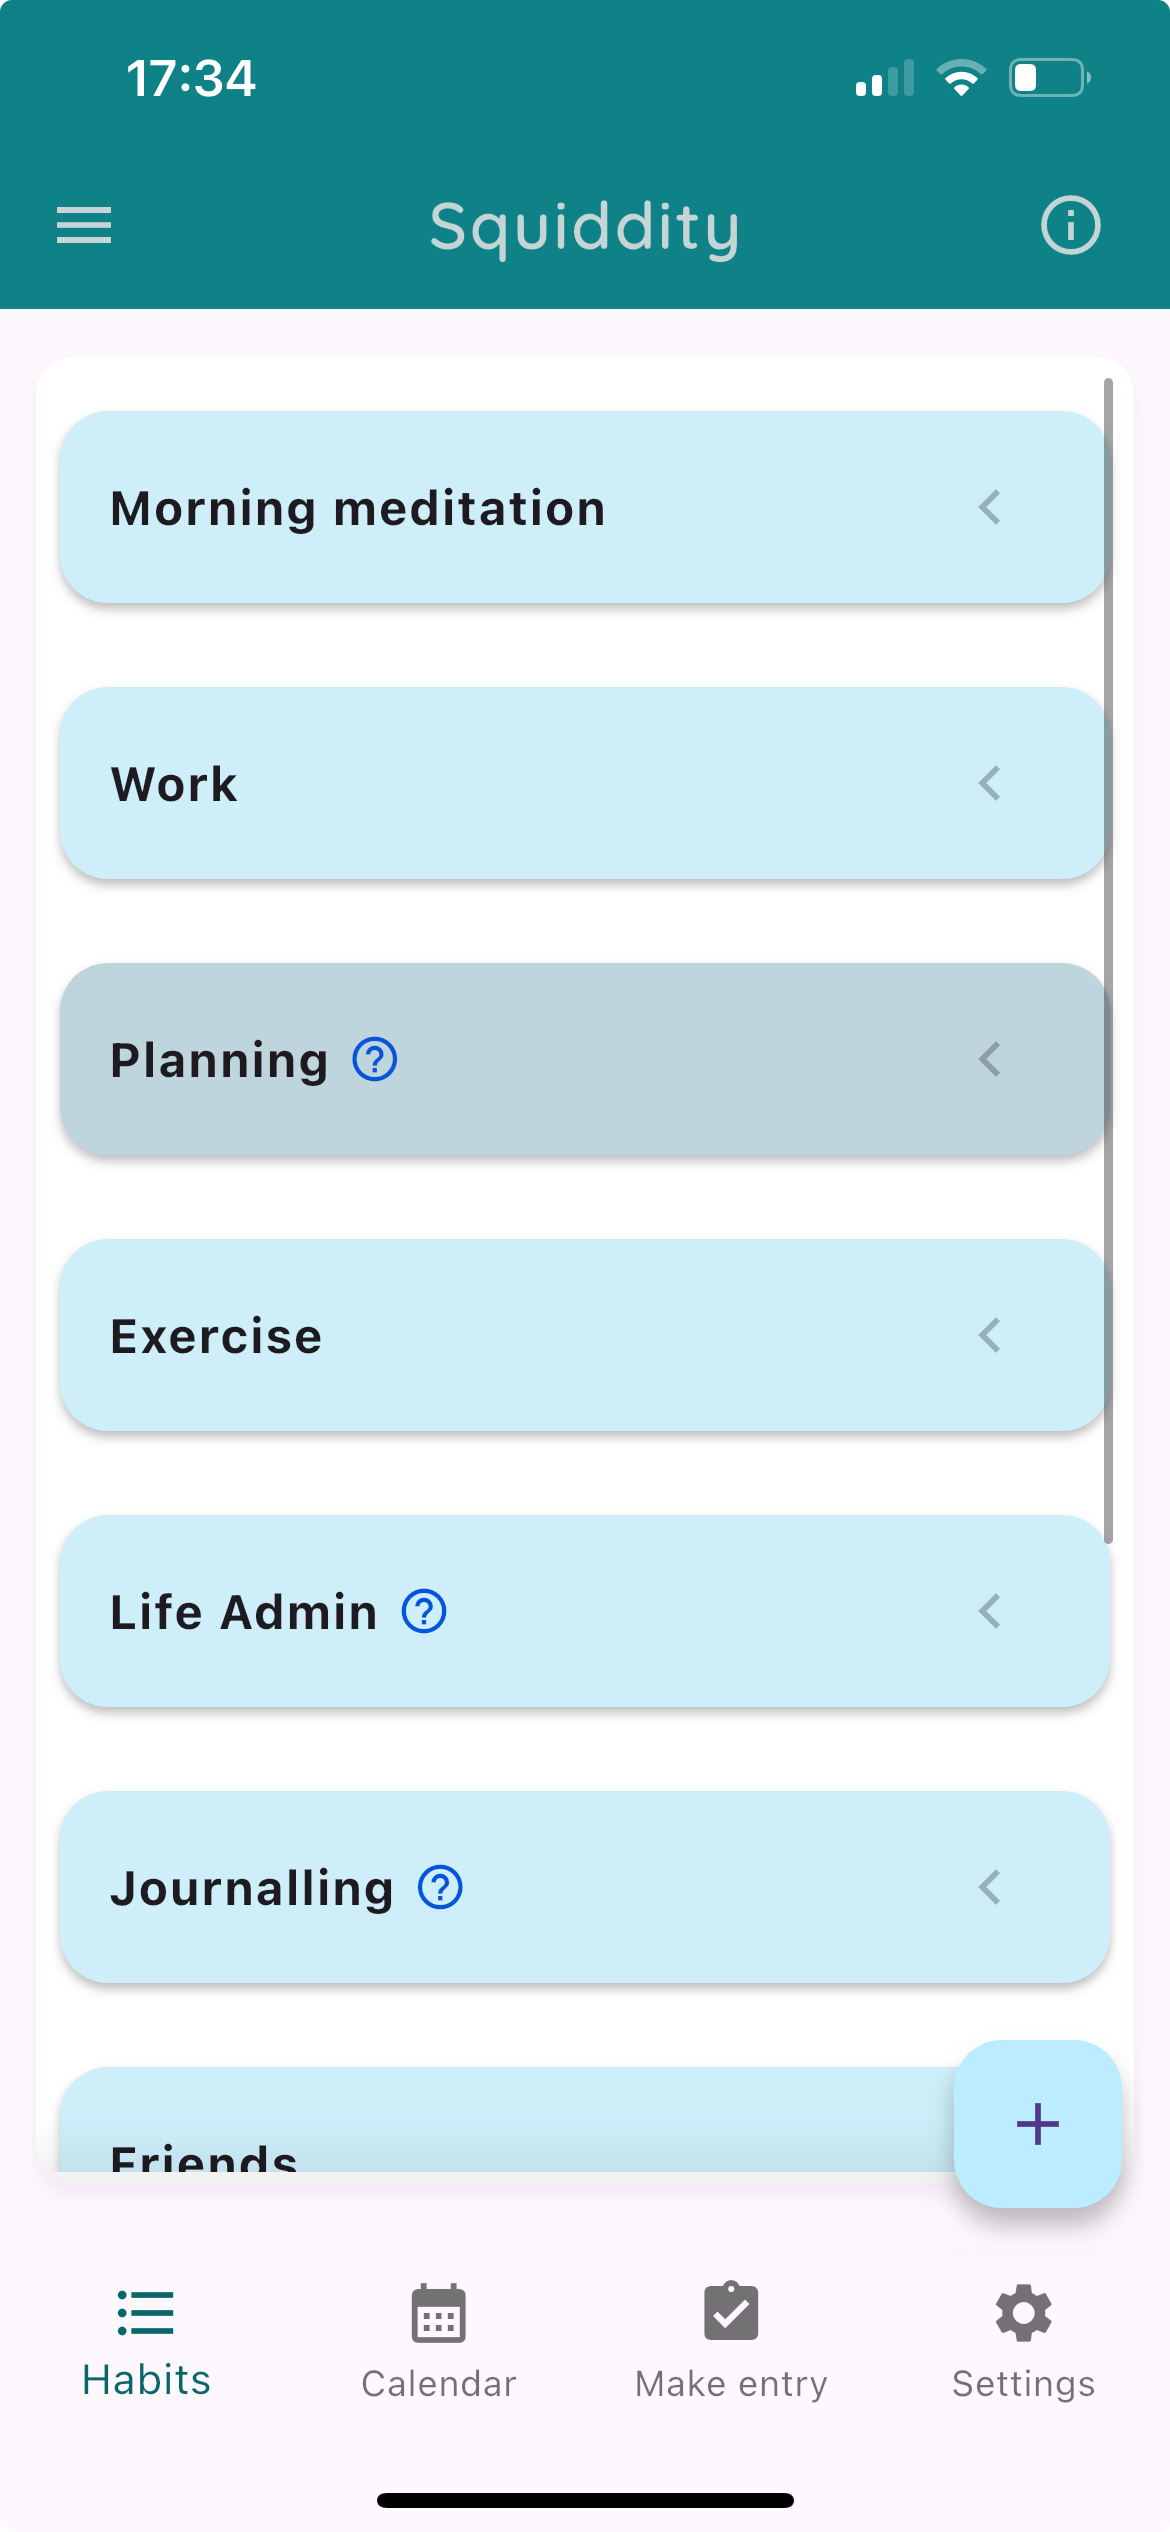 17:34
Squiddity
Morning meditation
Work
Planning
Exercise
Life Admin
Journalling
Friends
Habits
Calendar
Make entry
Settings